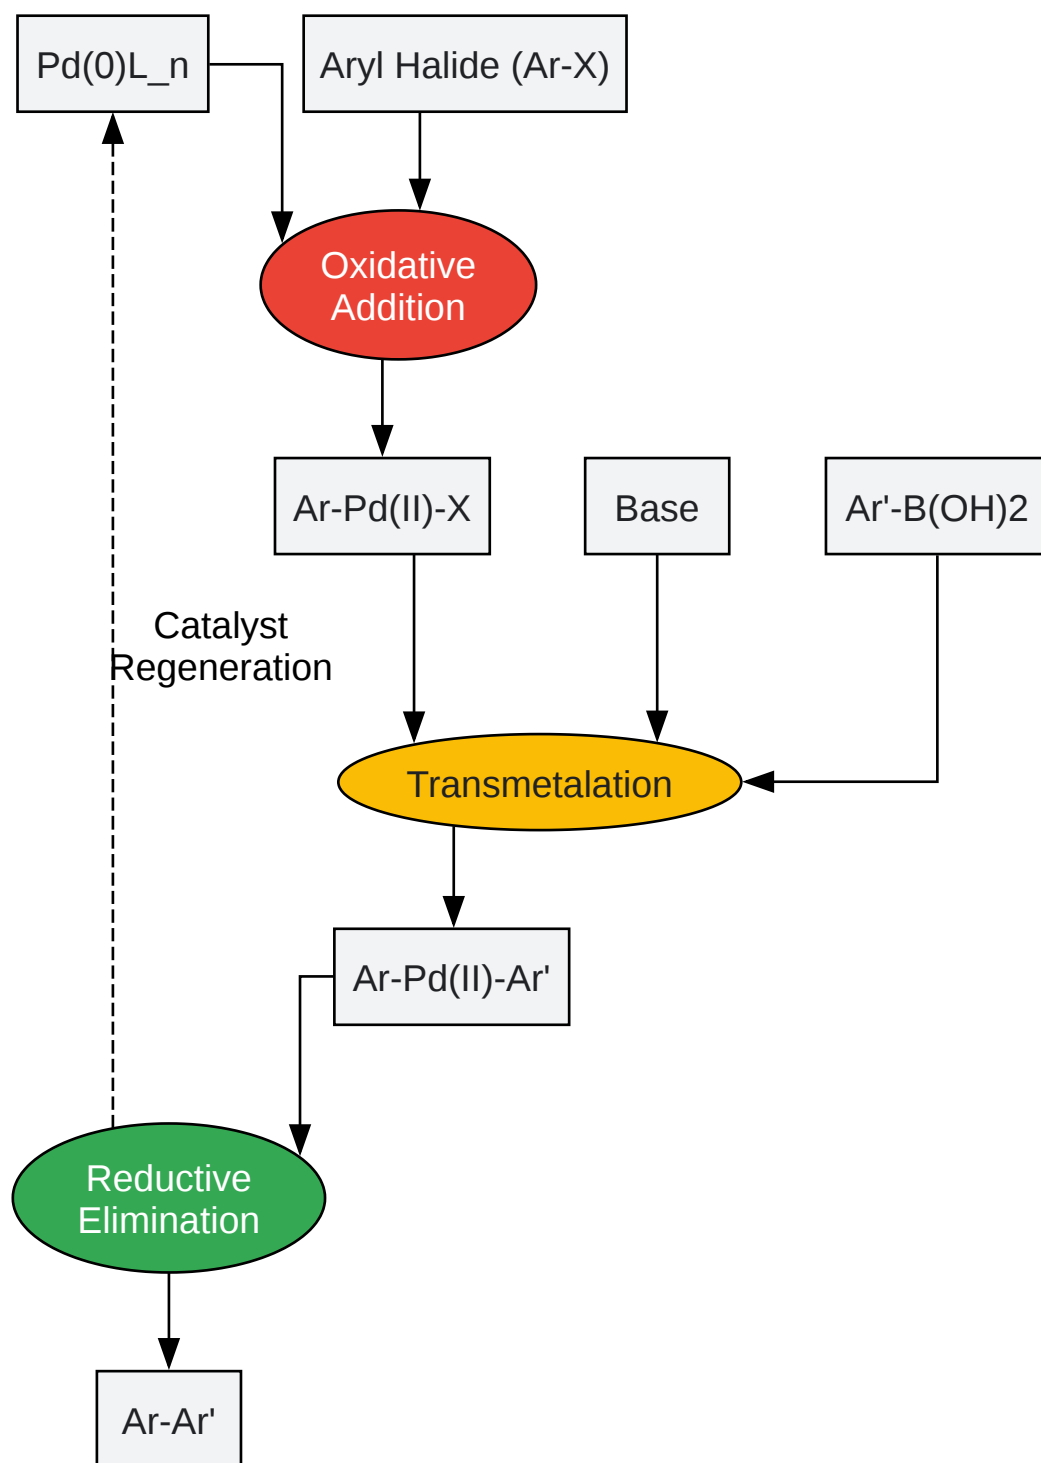 Pd(0)L_n
Aryl Halide (Ar-X)
Oxidative
Addition
Ar-Pd(II)-X
Base
Ar'-B(OH)2
Catalyst
Regeneration
Transmetalation
Ar-Pd(II)-Ar'
Reductive
Elimination
Ar-Ar'